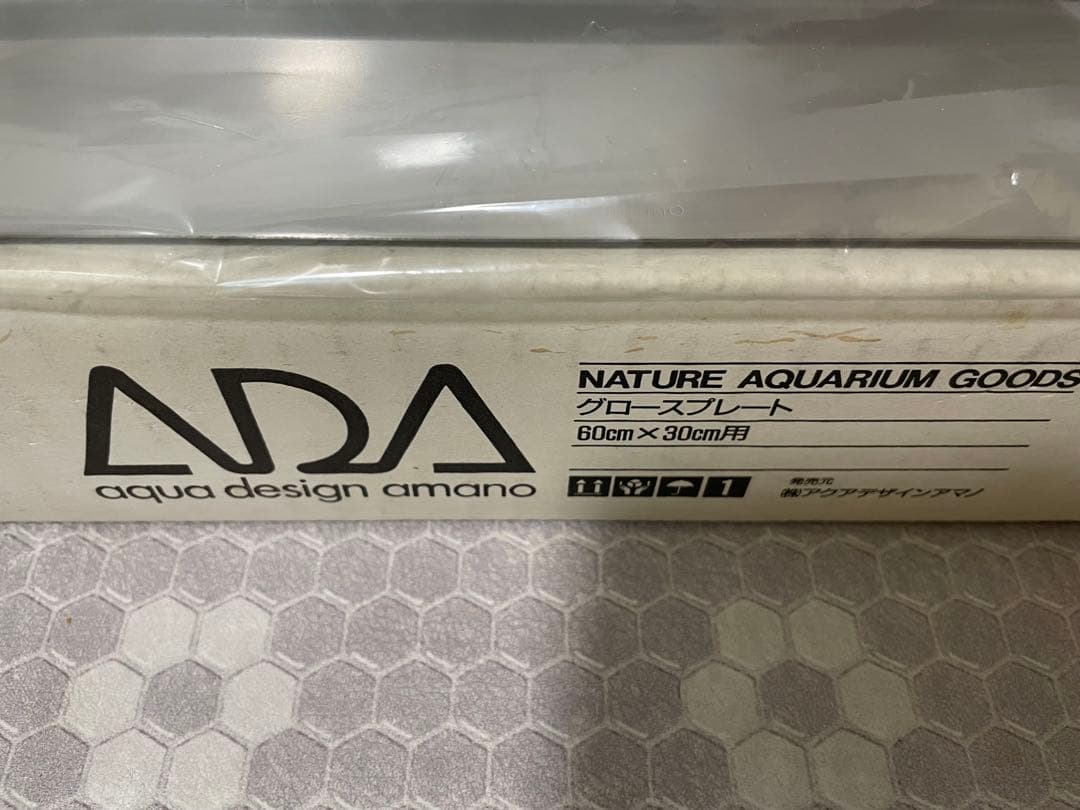 ADA
aqua design amano
NATURE AQUARIUM GOODS
グロースプレート
60cm×30cm用
1
発売元
㈱アクアデザインアマノ